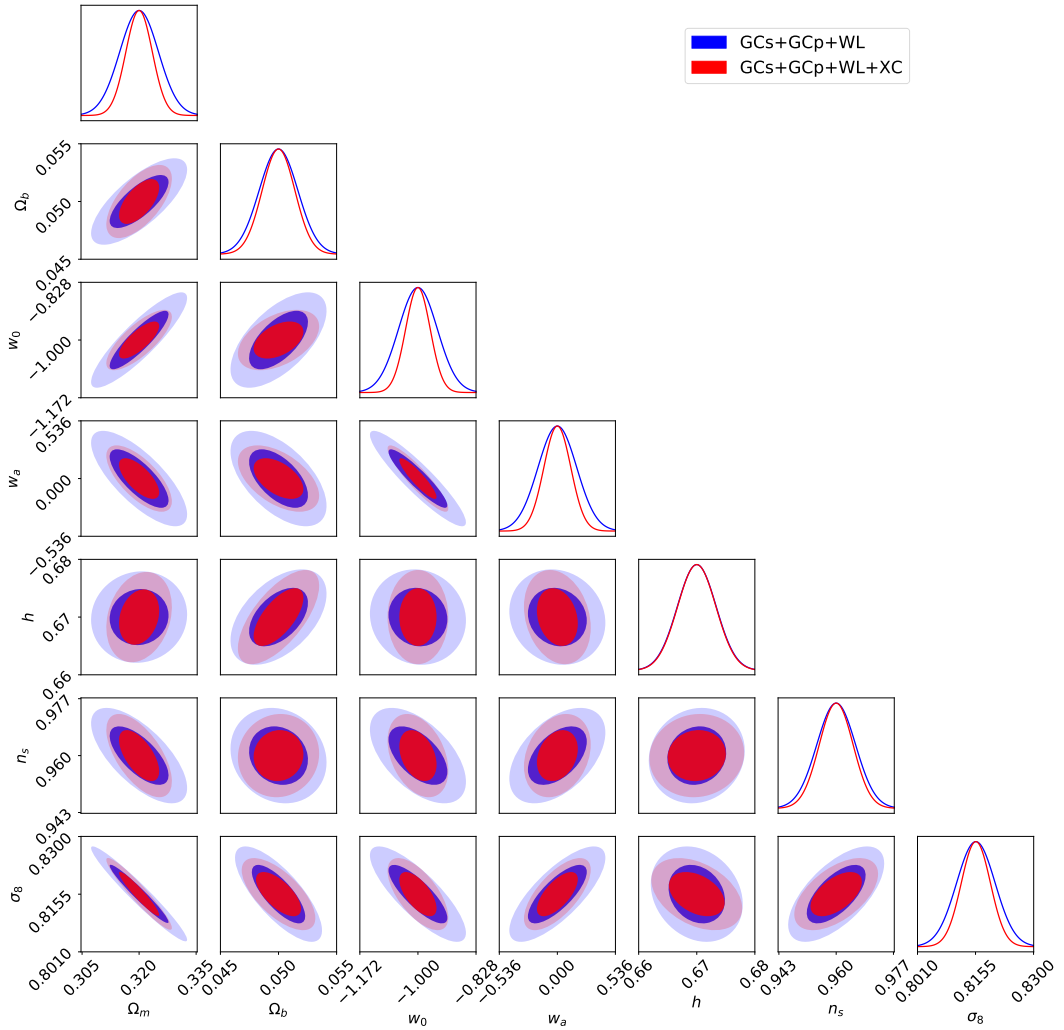 GCs+GCp+WL
GCs+GCp+WL+XC
0.055
0.050
0.045
Ω_b
−0.828
−1.000
−1.172
w_0
0.536
0.000
−0.536
w_a
0.68
0.67
0.66
h
0.977
0.960
0.943
n_s
0.8300
0.8155
0.8010
σ_8
0.305 0.320 0.335
Ω_m
0.045 0.050 0.055
Ω_b
−1.172 −1.000 −0.828
w_0
−0.536 0.000 0.536
w_a
0.66 0.67 0.68
h
0.943 0.960 0.977
n_s
0.8010 0.8155 0.8300
σ_8